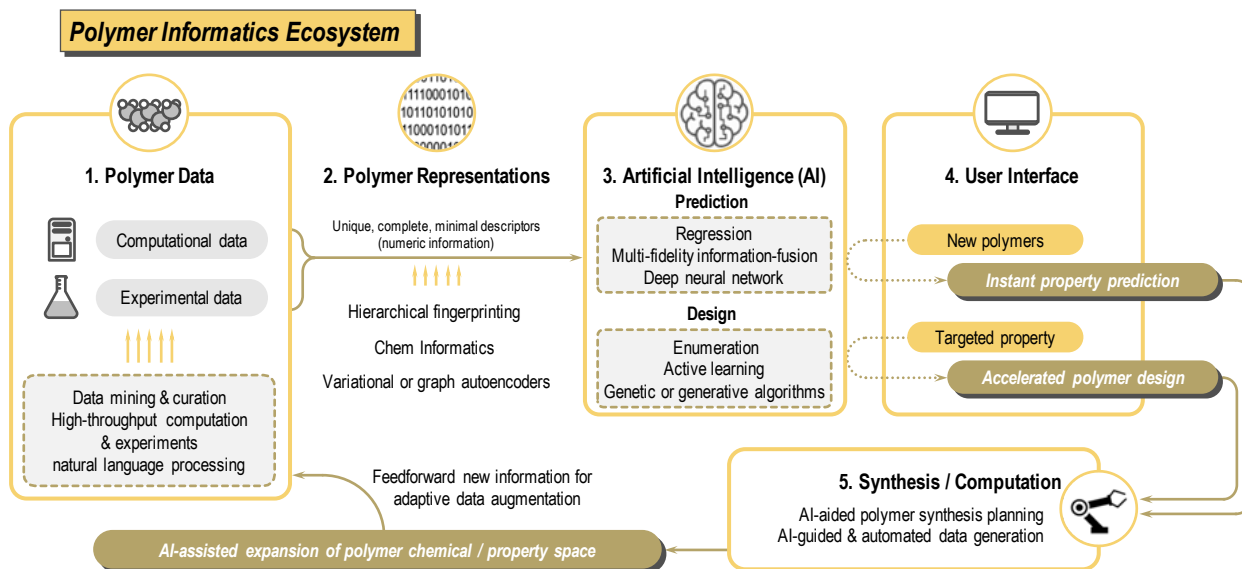 Polymer Informatics Ecosystem
1. Polymer Data
Computational data
Experimental data
Data mining & curation
High-throughput computation
& experiments
natural language processing
11100010101
10110101010
11000101011
2. Polymer Representations
Unique, complete, minimal descriptors
(numeric information)
Hierarchical fingerprinting
Chem Informatics
Variational or graph autoencoders
3. Artificial Intelligence (AI)
Prediction
Regression
Multi-fidelity information-fusion
Deep neural network
Design
Enumeration
Active learning
Genetic or generative algorithms
4. User Interface
New polymers
Instant property prediction
Targeted property
Accelerated polymer design
5. Synthesis / Computation
AI-aided polymer synthesis planning
AI-guided & automated data generation
Feedforward new information for
adaptive data augmentation
AI-assisted expansion of polymer chemical / property space